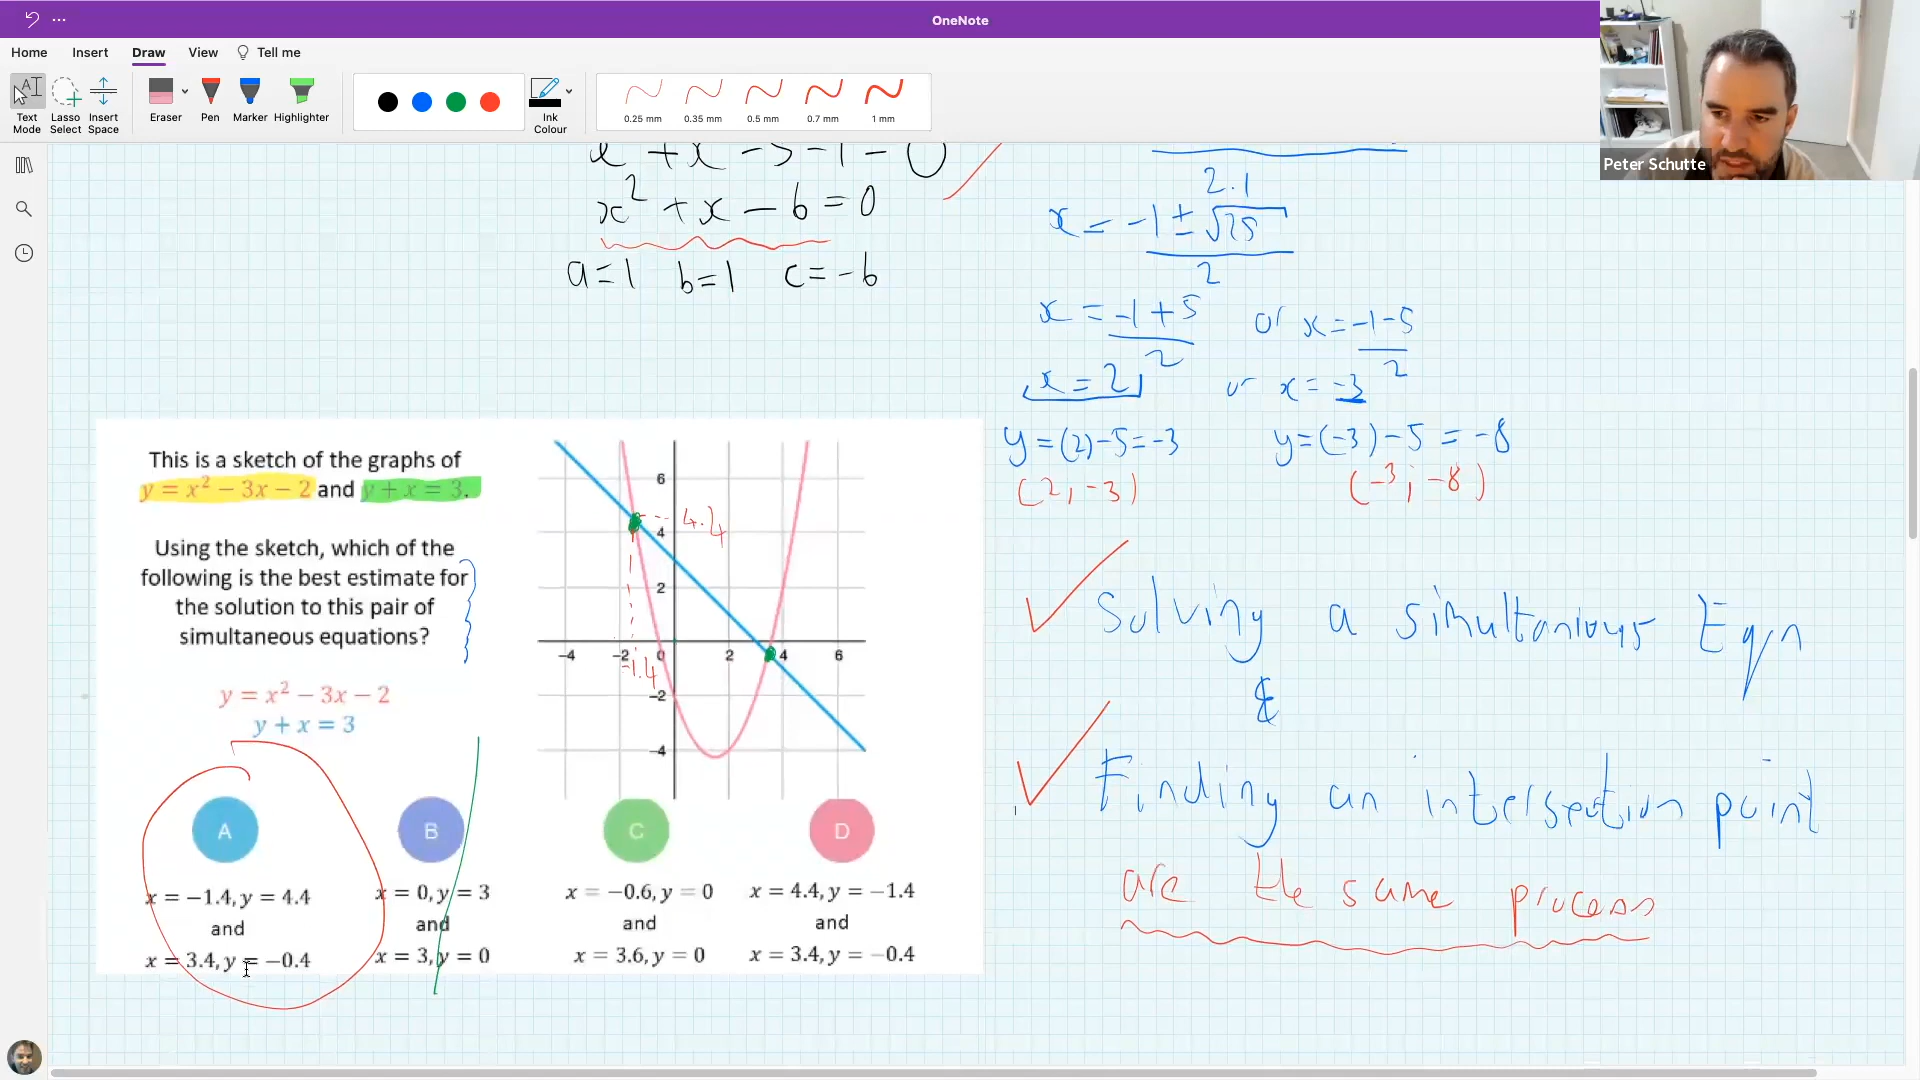 OneNote
Home Insert Draw View Tell me
Text Mode
Lasso Select
Insert Space
Eraser
Pen
Marker
Highlighter
Ink Colour
0.25 mm 0.35 mm 0.5 mm 0.7 mm 1 mm
Peter Schutte
x² + x - 6 = 0
a=1 b=1 c=-6
2.1
x = -1 ± √25
2
x = -1+5 or x = -1-5
2 2
x = 2 or x = -3
y = (2)-5 = -3 y = (-3)-5 = -8
(2; -3) (-3; -8)
This is a sketch of the graphs of
y = x² − 3x − 2 and y + x = 3.
Using the sketch, which of the
following is the best estimate for
the solution to this pair of
simultaneous equations?
y = x² − 3x − 2
y + x = 3
6
4
4.4
2
−4 −2 0 2 4 6
-1.4
−2
−4
A B C D
x = −1.4, y = 4.4
and
x = 3.4, y = −0.4
x = 0, y = 3
and
x = 3, y = 0
x = −0.6, y = 0
and
x = 3.6, y = 0
x = 4.4, y = −1.4
and
x = 3.4, y = −0.4
Solving a simultanious Eqn
&
Finding an intersection point
are the same process